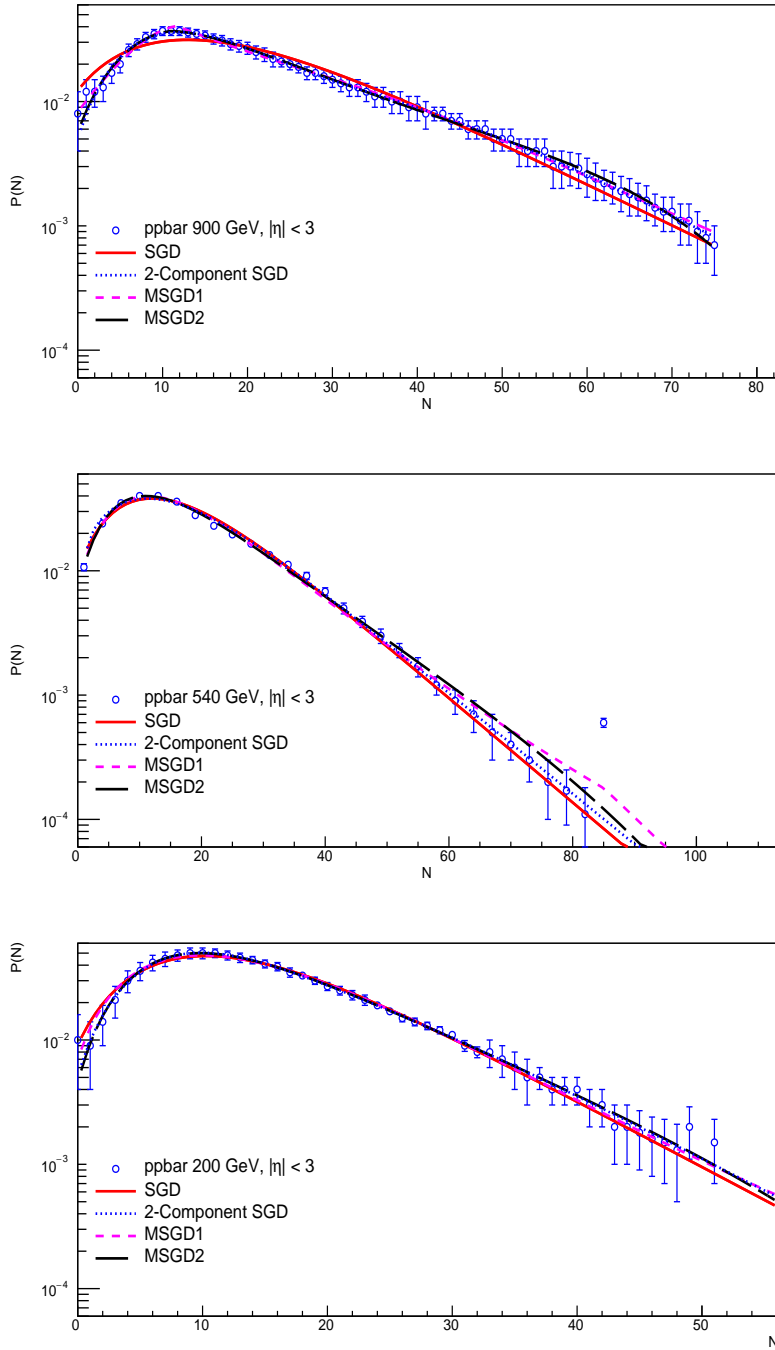 P(N)
10^-2
10^-3
10^-4
ppbar 900 GeV, |η| < 3
SGD
2-Component SGD
MSGD1
MSGD2
0 10 20 30 40 50 60 70 80
N
P(N)
10^-2
10^-3
10^-4
ppbar 540 GeV, |η| < 3
SGD
2-Component SGD
MSGD1
MSGD2
0 20 40 60 80 100
N
P(N)
10^-2
10^-3
10^-4
ppbar 200 GeV, |η| < 3
SGD
2-Component SGD
MSGD1
MSGD2
0 10 20 30 40 50
N